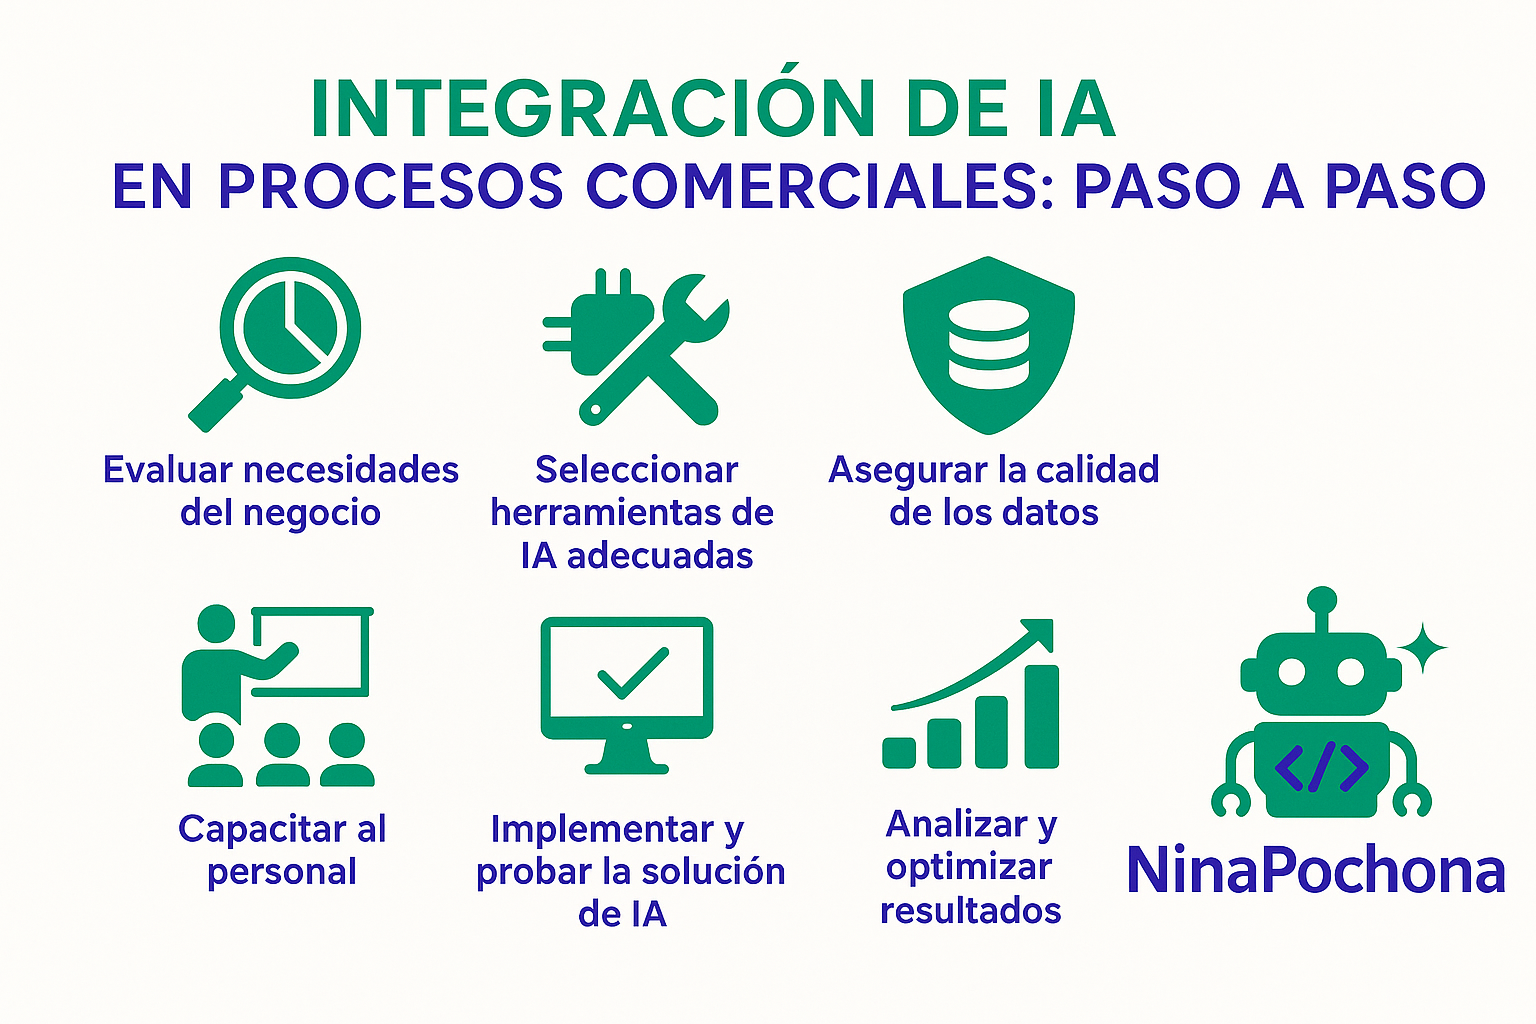 INTEGRACIÓN DE IA
EN PROCESOS COMERCIALES: PASO A PASO
Evaluar necesidades
del negocio
Seleccionar
herramientas de
IA adecuadas
Asegurar la calidad
de los datos
Capacitar al
personal
Implementar y
probar la solución
de IA
Analizar y
optimizar
resultados
</>
NinaPochona